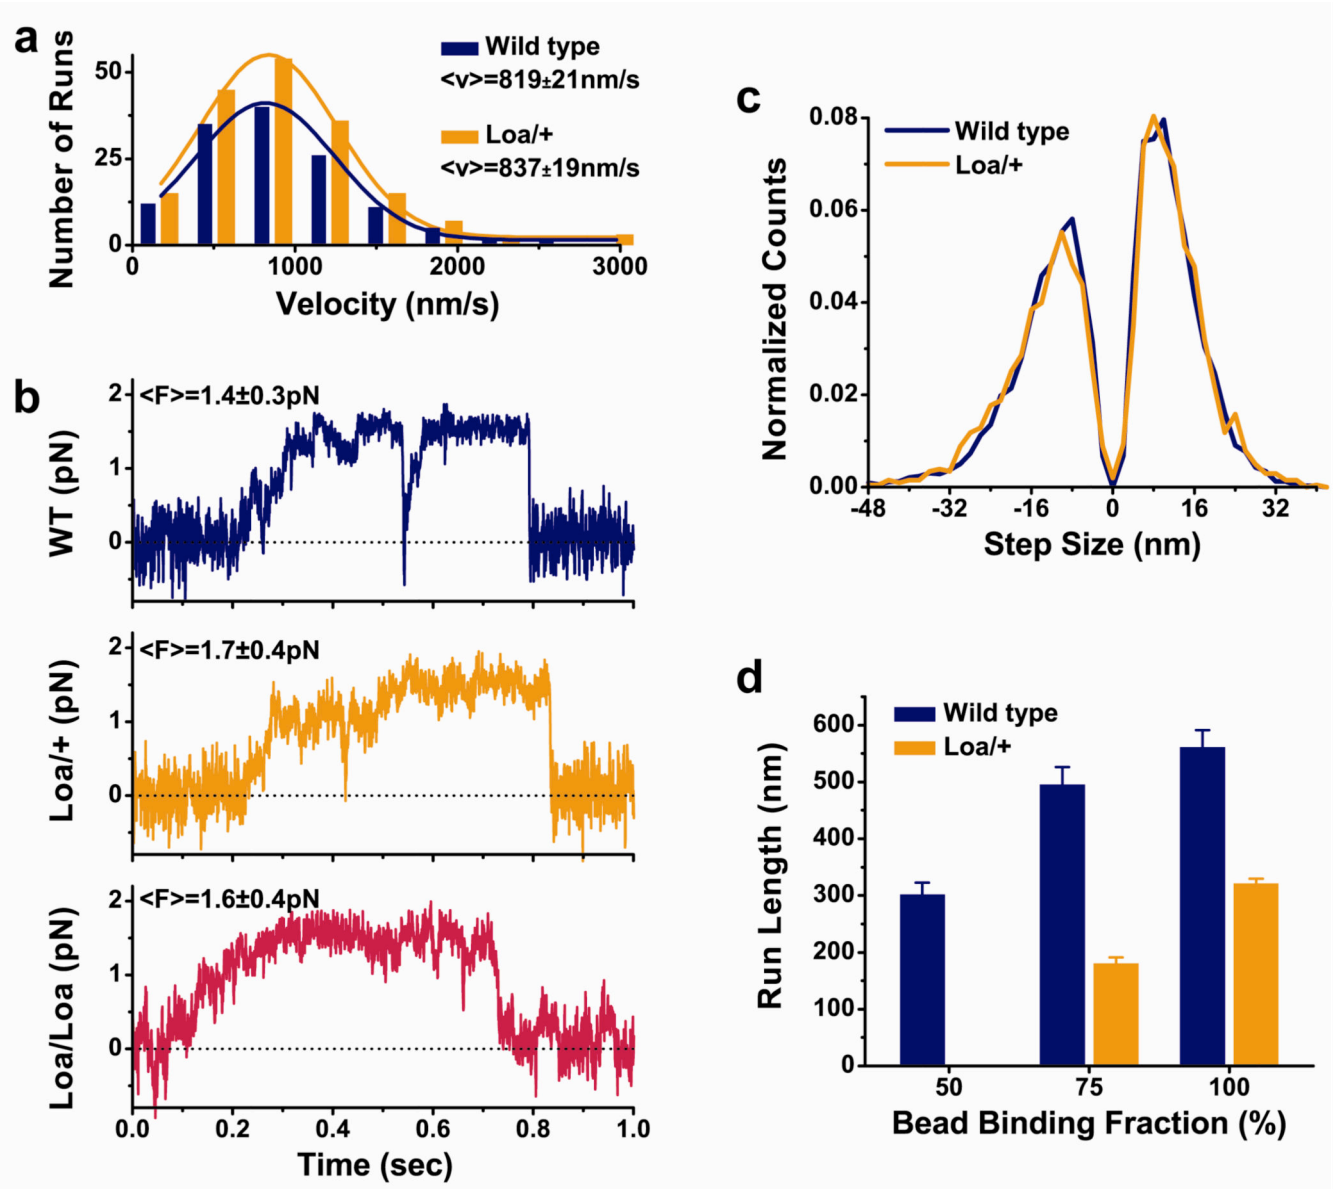 a
Number of Runs
50
25
0
0
1000
2000
3000
Velocity (nm/s)
Wild type
<v>=819±21nm/s
Loa/+
<v>=837±19nm/s
b
WT (pN)
2
1
0
<F>=1.4±0.3pN
Loa/+ (pN)
2
1
0
<F>=1.7±0.4pN
Loa/Loa (pN)
2
1
0
<F>=1.6±0.4pN
0.0
0.2
0.4
0.6
0.8
1.0
Time (sec)
c
Normalized Counts
0.08
0.06
0.04
0.02
0.00
Wild type
Loa/+
-48
-32
-16
0
16
32
Step Size (nm)
d
Run Length (nm)
600
500
400
300
200
100
0
Wild type
Loa/+
50
75
100
Bead Binding Fraction (%)